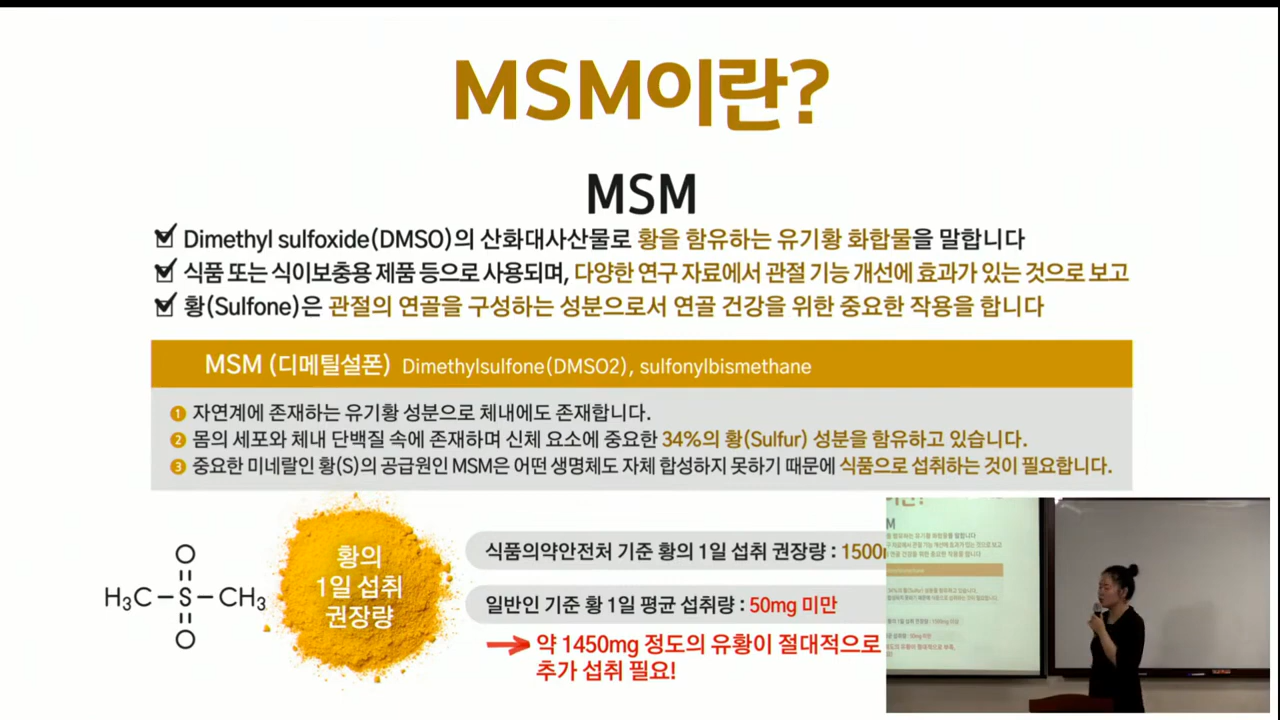 MSM이란?
MSM
Dimethyl sulfoxide(DMSO)의 산화대사산물로 황을 함유하는 유기황 화합물을 말합니다
식품 또는 식이보충용 제품 등으로 사용되며, 다양한 연구 자료에서 관절 기능 개선에 효과가 있는 것으로 보고
황(Sulfone)은 관절의 연골을 구성하는 성분으로서 연골 건강을 위한 중요한 작용을 합니다
MSM (디메틸설폰) Dimethylsulfone(DMSO2), sulfonylbismethane
1 자연계에 존재하는 유기황 성분으로 체내에도 존재합니다.
2 몸의 세포와 체내 단백질 속에 존재하며 신체 요소에 중요한 34%의 황(Sulfur) 성분을 함유하고 있습니다.
3 중요한 미네랄인 황(S)의 공급원인 MSM은 어떤 생명체도 자체 합성하지 못하기 때문에 식품으로 섭취하는 것이 필요합니다.
O
H3C S CH3
O
황의
1일 섭취
권장량
식품의약안전처 기준 황의 1일 섭취 권장량 : 1500
일반인 기준 황 1일 평균 섭취량 : 50mg 미만
약 1450mg 정도의 유황이 절대적으로
추가 섭취 필요!